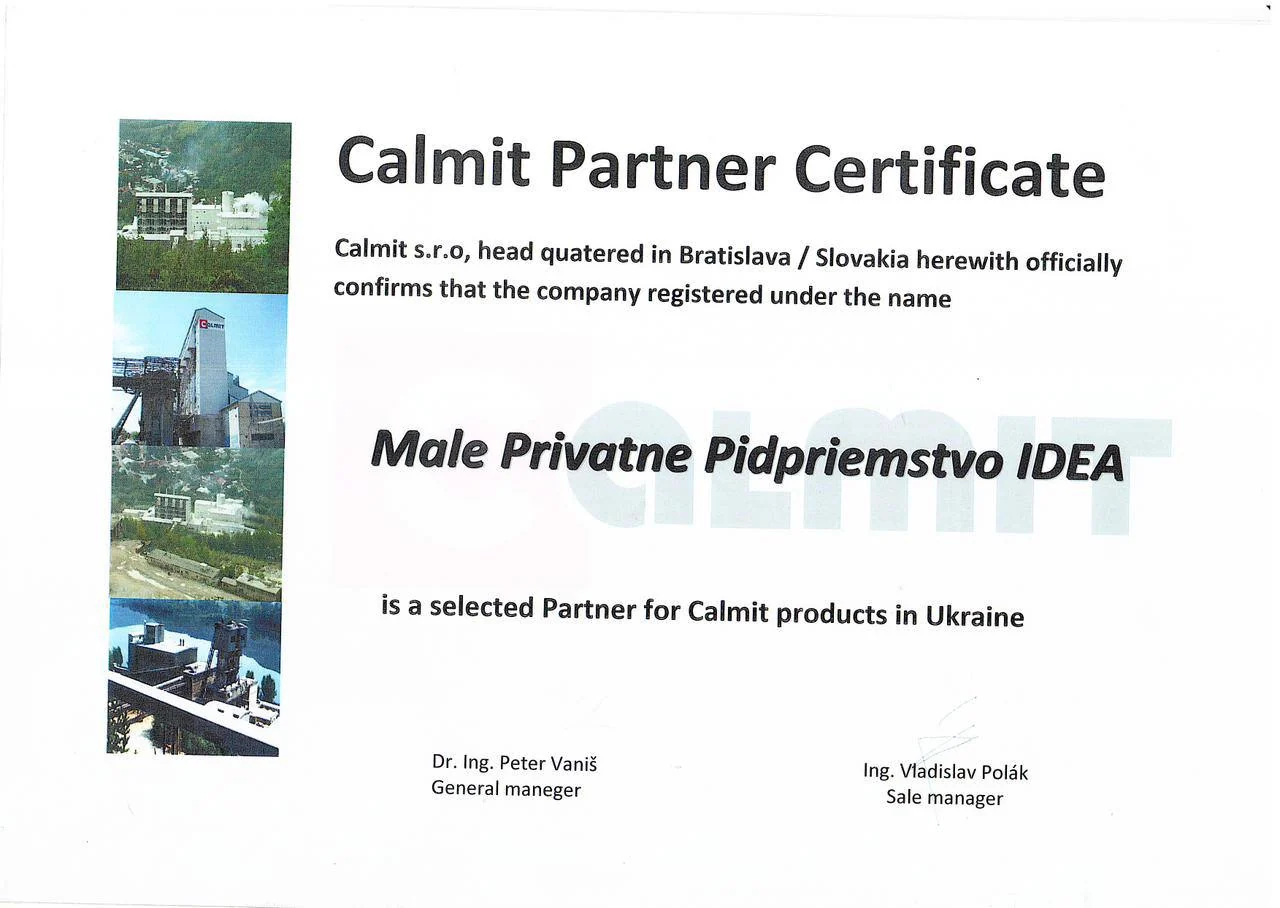 Calmit Partner Certificate
Calmit s.r.o, head quatered in Bratislava / Slovakia herewith officially
confirms that the company registered under the name
CALMIT
CALMIT
Male Privatne Pidpriemstvo IDEA
is a selected Partner for Calmit products in Ukraine
Dr. Ing. Peter Vaniš
General maneger
Ing. Vladislav Polák
Sale manager